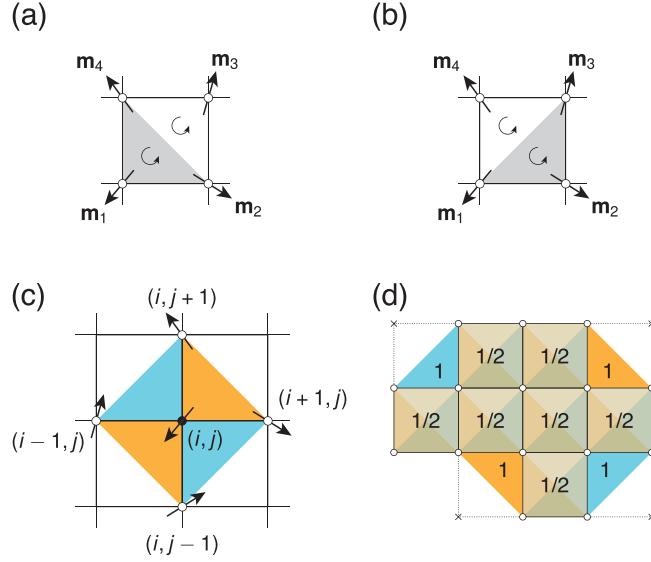 (a)
(b)
m4
m3
m4
m3
m1
m2
m1
m2
(c)
(d)
(i, j + 1)
(i + 1, j)
(i − 1, j)
(i, j)
(i, j − 1)
1/2
1/2
1
1
1/2
1/2
1/2
1/2
1
1/2
1